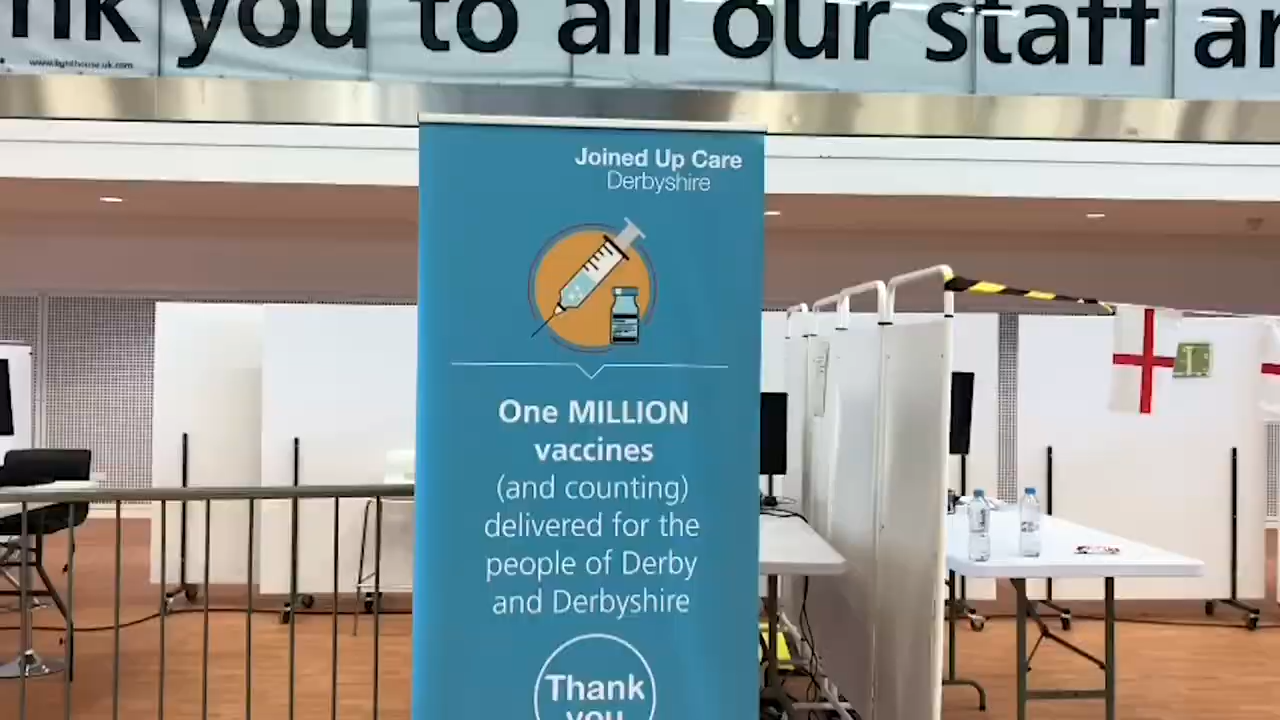 nk you to all our staff ar
www.lighthouse.uk.com
Joined Up Care
Derbyshire
One MILLION
vaccines
(and counting)
delivered for the
people of Derby
and Derbyshire
Thank
you